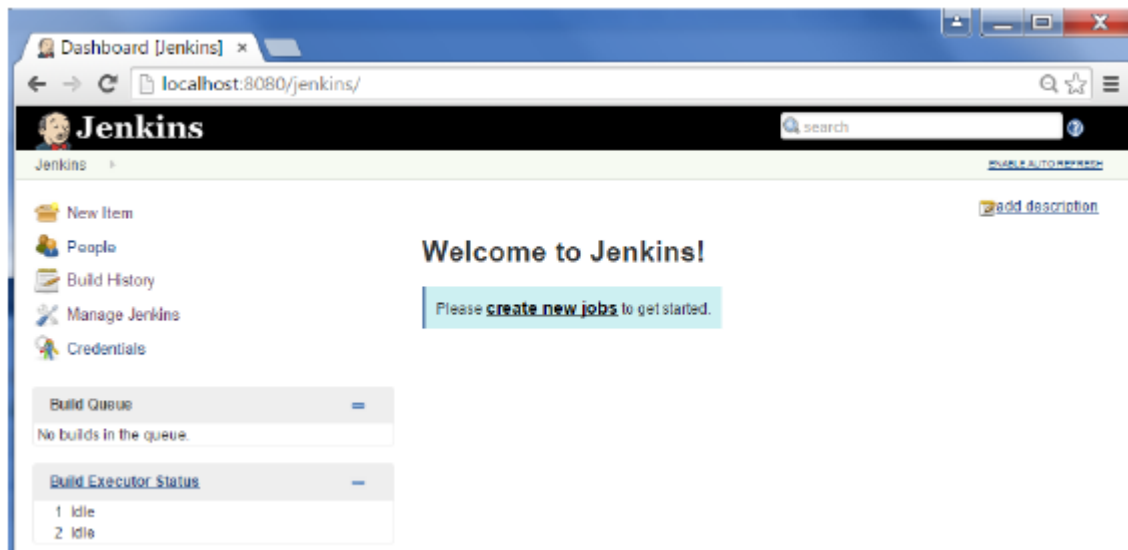 Dashboard [Jenkins]
localhost:8080/jenkins/
Jenkins
search
Jenkins
ENABLE AUTO REFRESH
New Item
add description
People
Welcome to Jenkins!
Build History
Please create new jobs to get started.
Manage Jenkins
Credentials
Build Queue
No builds in the queue.
Build Executor Status
1 Idle
2 Idle